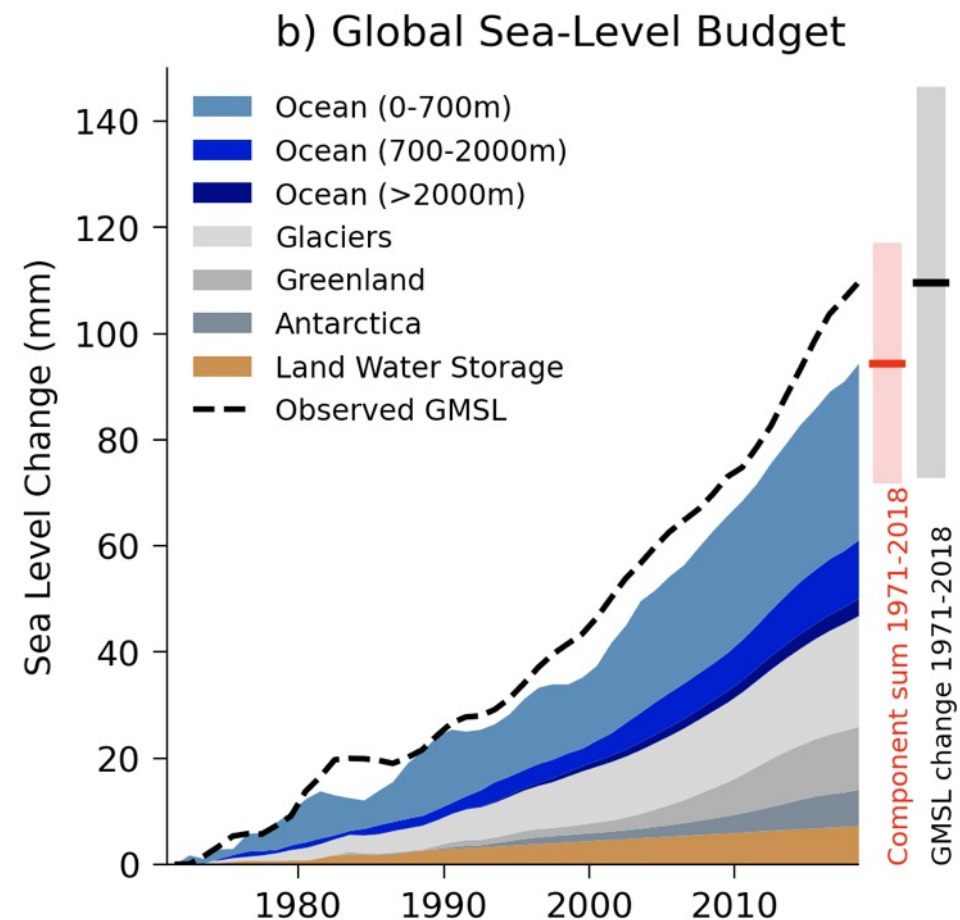 b) Global Sea-Level Budget
Ocean (0-700m)
Ocean (700-2000m)
Ocean (>2000m)
Glaciers
Greenland
Antarctica
Land Water Storage
Observed GMSL
Sea Level Change (mm)
140
120
100
80
60
40
20
0
1980
1990
2000
2010
Component sum 1971-2018
GMSL change 1971-2018